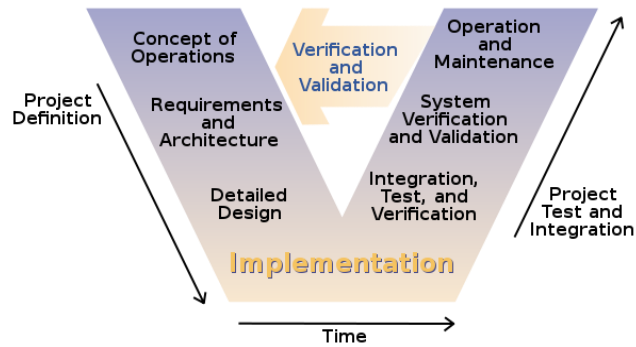 Concept of
Operations
Verification
and
Validation
Operation
and
Maintenance
Project
Definition
Requirements
and
Architecture
System
Verification
and Validation
Detailed
Design
Integration,
Test, and
Verification
Project
Test and
Integration
Implementation
Time